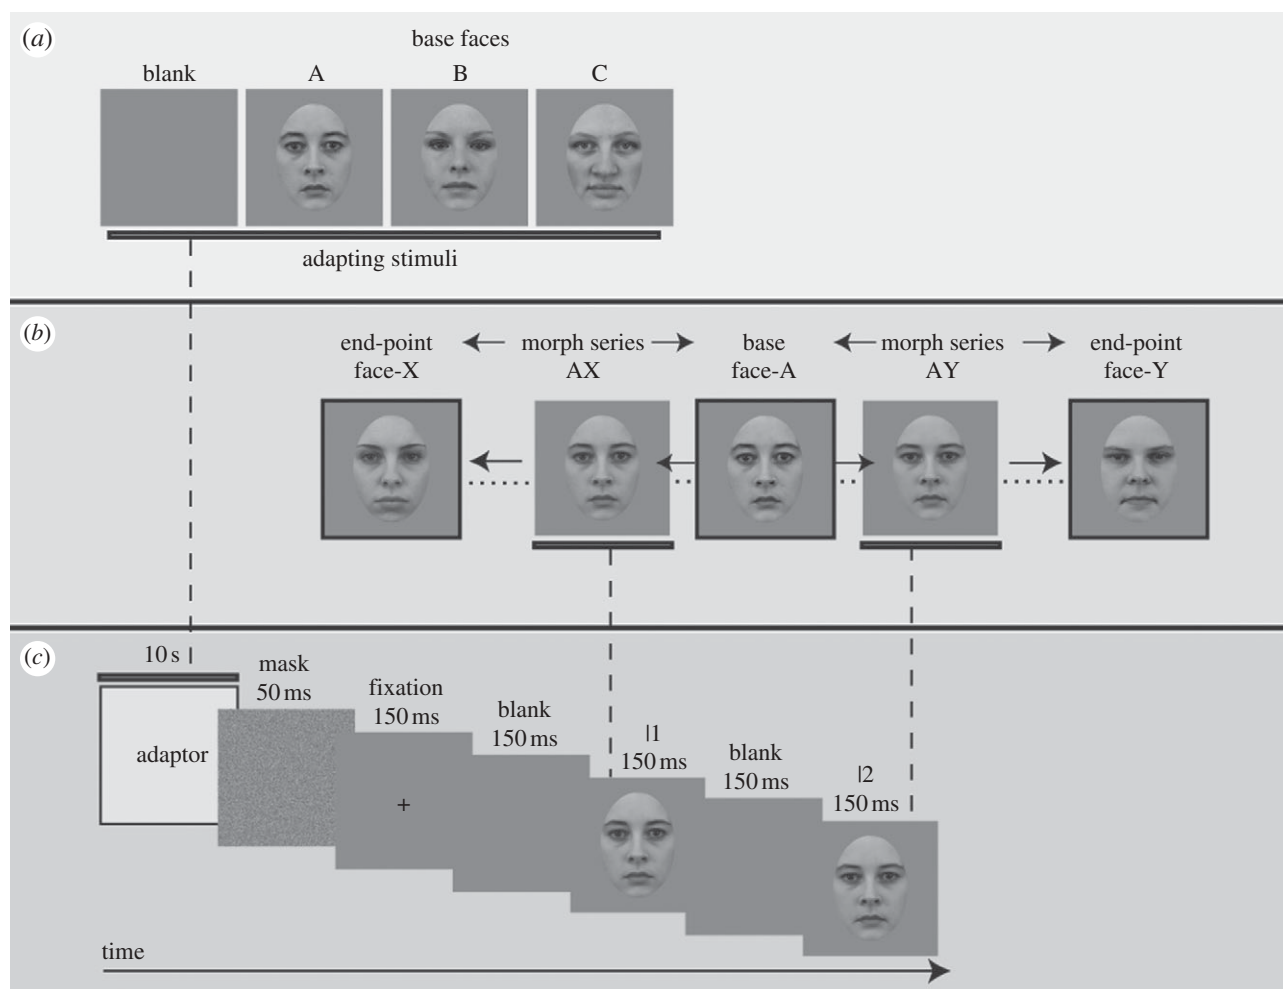 (a)
base faces
blank A B C
adapting stimuli
(b)
end-point morph series base morph series end-point
face-X AX face-A AY face-Y
(c)
10 s
mask
50 ms
fixation
150 ms
blank
150 ms
|1
150 ms
blank
150 ms
|2
150 ms
adaptor
+
time